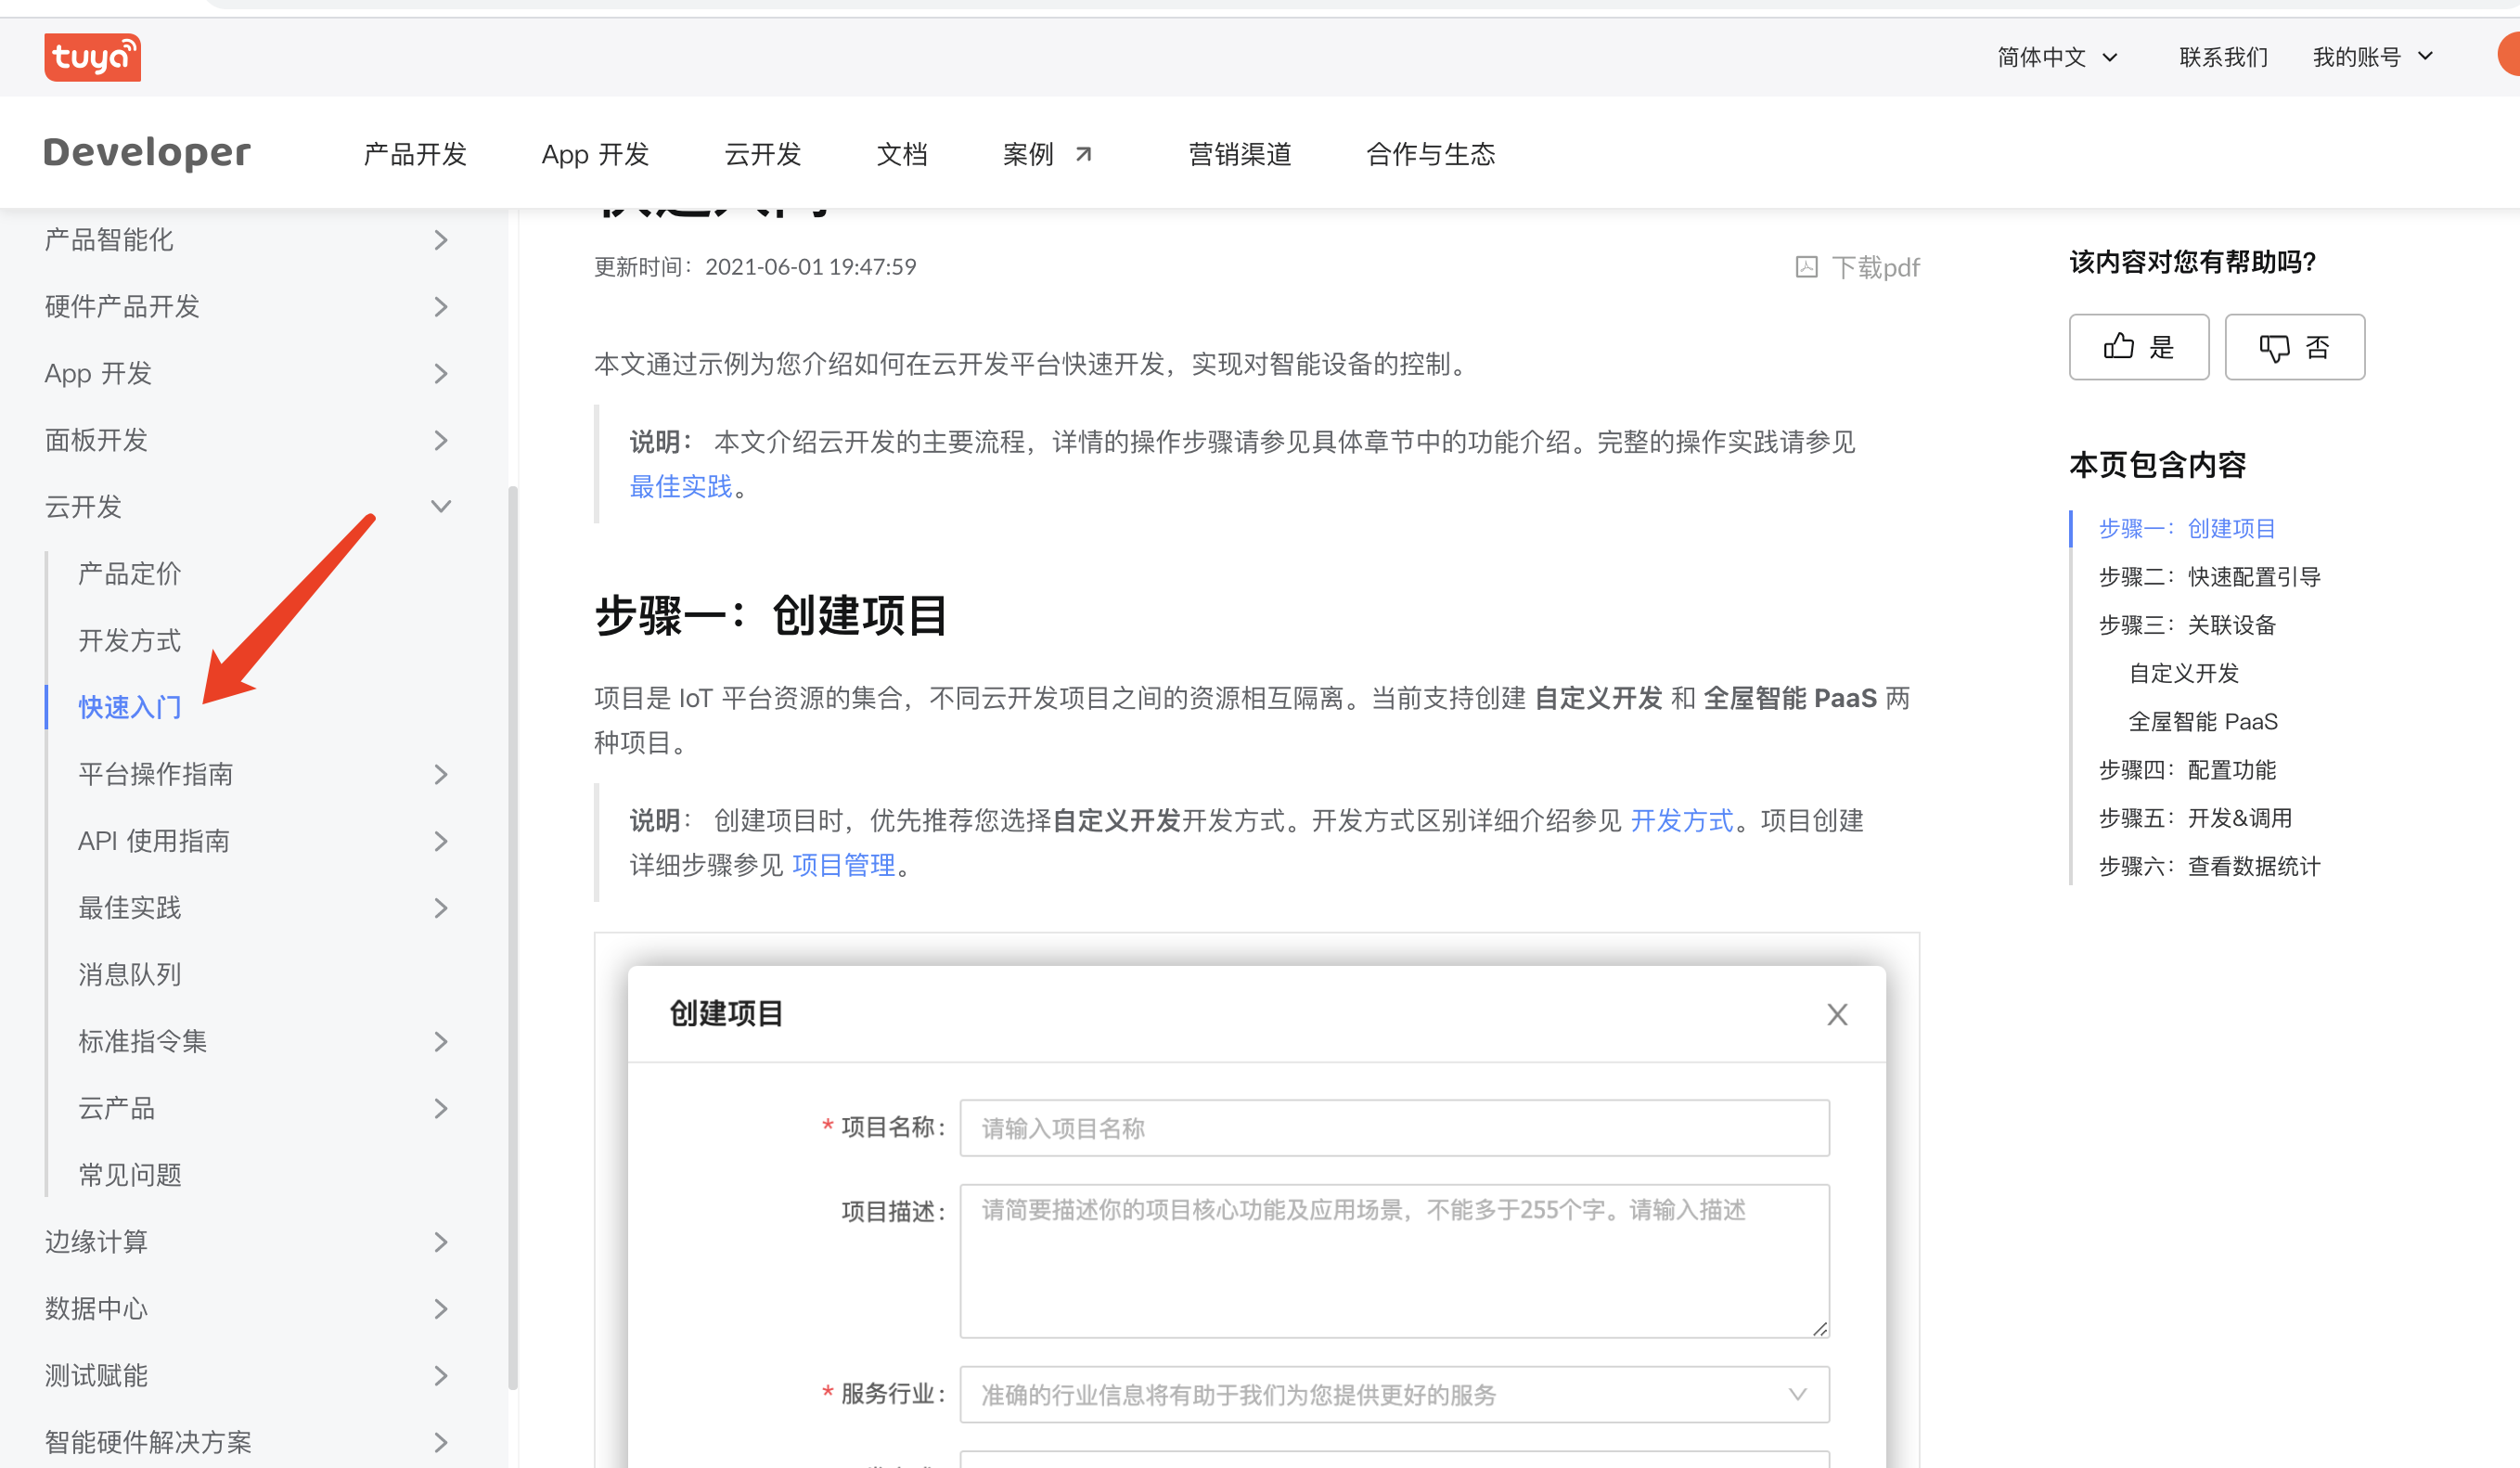 tuya
简体中文
联系我们
我的账号
Developer
产品开发
App 开发
云开发
文档
案例
营销渠道
合作与生态
产品智能化
硬件产品开发
App 开发
面板开发
云开发
产品定价
开发方式
快速入门
平台操作指南
API 使用指南
最佳实践
消息队列
标准指令集
云产品
常见问题
边缘计算
数据中心
测试赋能
智能硬件解决方案
更新时间：2021-06-01 19:47:59
下载pdf
本文通过示例为您介绍如何在云开发平台快速开发，实现对智能设备的控制。
说明： 本文介绍云开发的主要流程，详情的操作步骤请参见具体章节中的功能介绍。完整的操作实践请参见
最佳实践。
步骤一：创建项目
项目是 IoT 平台资源的集合，不同云开发项目之间的资源相互隔离。当前支持创建 自定义开发 和 全屋智能 PaaS 两
种项目。
说明： 创建项目时，优先推荐您选择自定义开发开发方式。开发方式区别详细介绍参见 开发方式。项目创建
详细步骤参见 项目管理。
创建项目
* 项目名称：
请输入项目名称
项目描述：
请简要描述你的项目核心功能及应用场景，不能多于255个字。请输入描述
* 服务行业：
准确的行业信息将有助于我们为您提供更好的服务
该内容对您有帮助吗?
是
否
本页包含内容
步骤一：创建项目
步骤二：快速配置引导
步骤三：关联设备
自定义开发
全屋智能 PaaS
步骤四：配置功能
步骤五：开发&调用
步骤六：查看数据统计